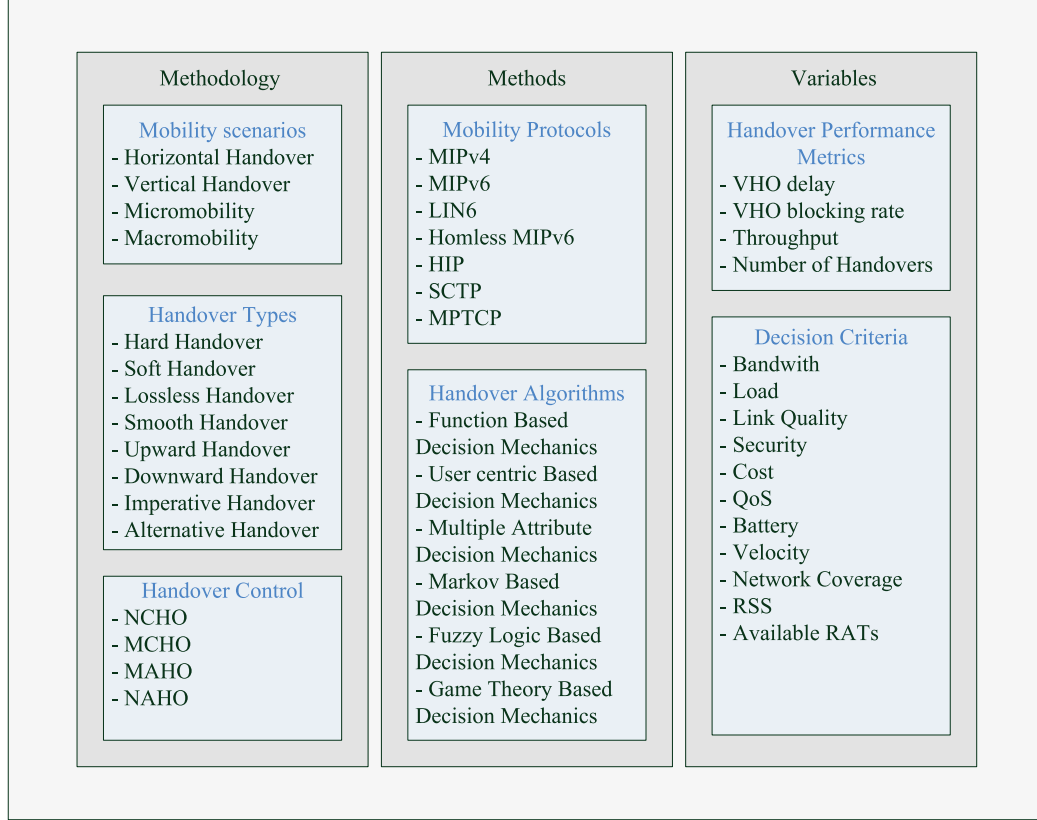 Methodology
Mobility scenarios
- Horizontal Handover
- Vertical Handover
- Micromobility
- Macromobility
Handover Types
- Hard Handover
- Soft Handover
- Lossless Handover
- Smooth Handover
- Upward Handover
- Downward Handover
- Imperative Handover
- Alternative Handover
Handover Control
- NCHO
- MCHO
- MAHO
- NAHO
Methods
Mobility Protocols
- MIPv4
- MIPv6
- LIN6
- Homless MIPv6
- HIP
- SCTP
- MPTCP
Handover Algorithms
- Function Based
Decision Mechanics
- User centric Based
Decision Mechanics
- Multiple Attribute
Decision Mechanics
- Markov Based
Decision Mechanics
- Fuzzy Logic Based
Decision Mechanics
- Game Theory Based
Decision Mechanics
Variables
Handover Performance
Metrics
- VHO delay
- VHO blocking rate
- Throughput
- Number of Handovers
Decision Criteria
- Bandwith
- Load
- Link Quality
- Security
- Cost
- QoS
- Battery
- Velocity
- Network Coverage
- RSS
- Available RATs